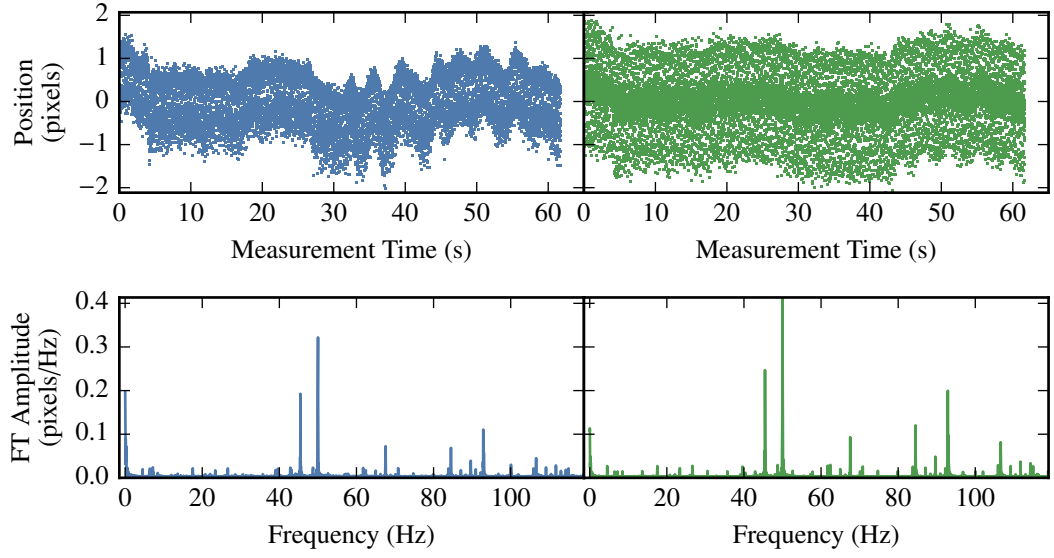 2
1
0
−1
−2
Position
(pixels)
0 10 20 30 40 50 60
0 10 20 30 40 50 60
Measurement Time (s)
Measurement Time (s)
0.4
0.3
0.2
0.1
0.0
FT Amplitude
(pixels/Hz)
0 20 40 60 80 100
0 20 40 60 80 100
Frequency (Hz)
Frequency (Hz)